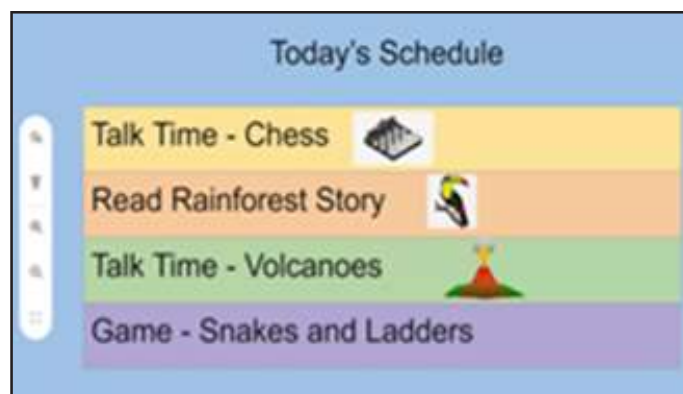 Today's Schedule
Talk Time - Chess
Read Rainforest Story
Talk Time - Volcanoes
Game - Snakes and Ladders